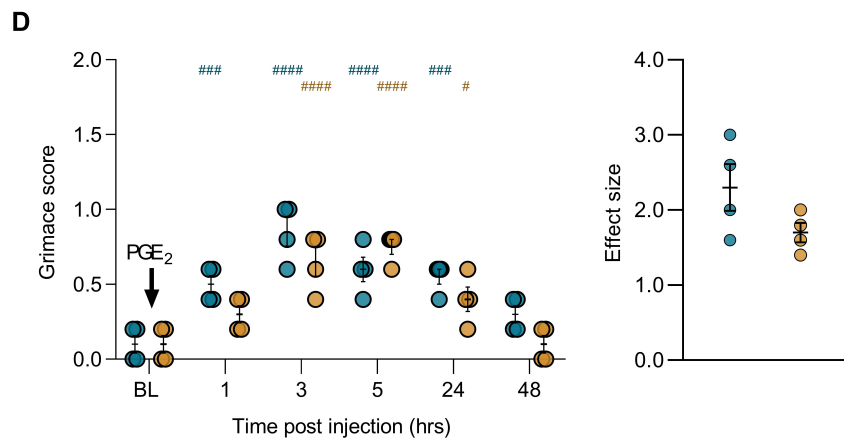 D
2.0
1.5
1.0
0.5
0.0
Grimace score
###
####
####
###
####
####
#
PGE2
BL 1 3 5 24 48
Time post injection (hrs)
4.0
3.0
2.0
1.0
0.0
Effect size